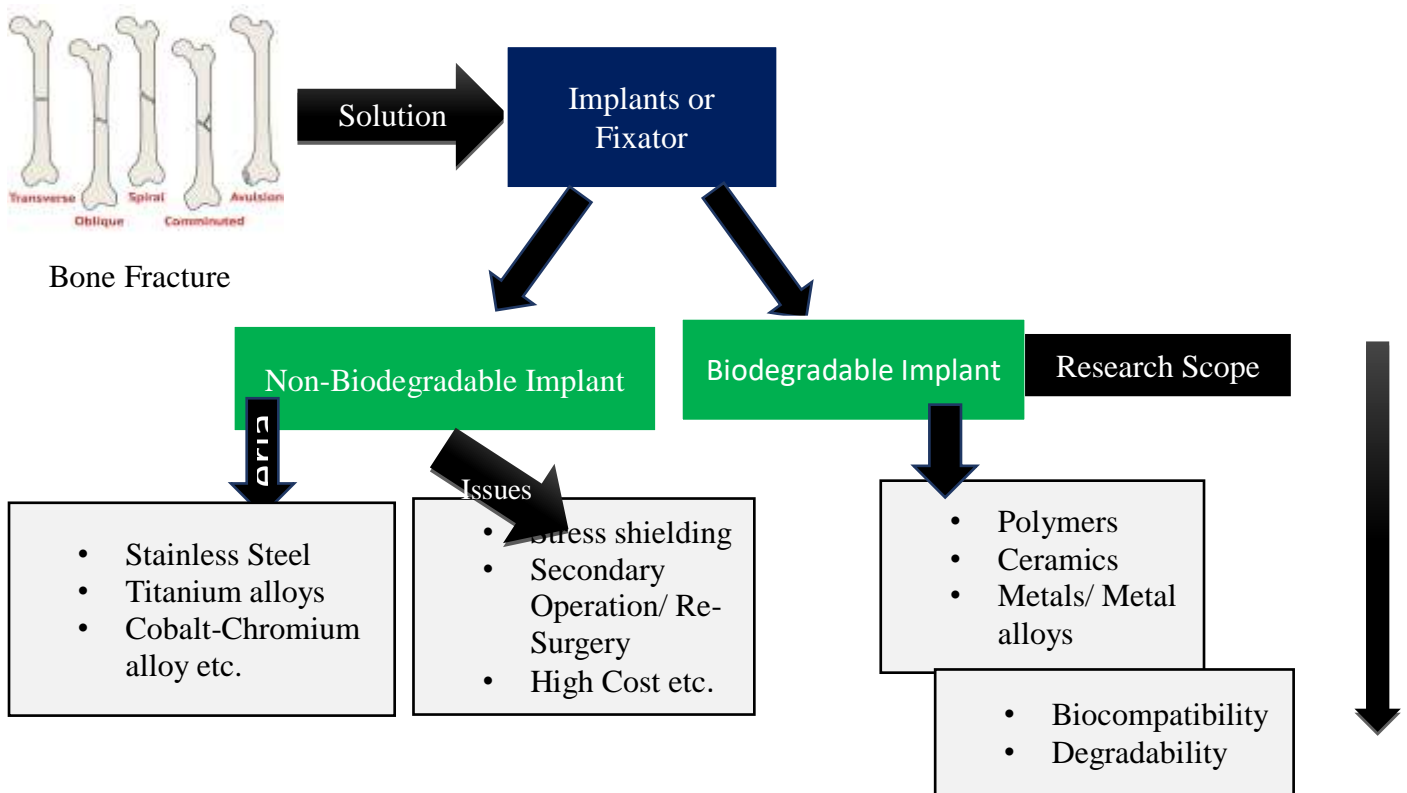 Transverse
Oblique
Spiral
Comminuted
Avulsion
Bone Fracture
Solution
Implants or
Fixator
Non-Biodegradable Implant
Biodegradable Implant
Research Scope
Issues
• Stainless Steel
• Titanium alloys
• Cobalt-Chromium
alloy etc.
• Stress shielding
• Secondary
Operation/ Re-
Surgery
• High Cost etc.
• Polymers
• Ceramics
• Metals/ Metal
alloys
• Biocompatibility
• Degradability